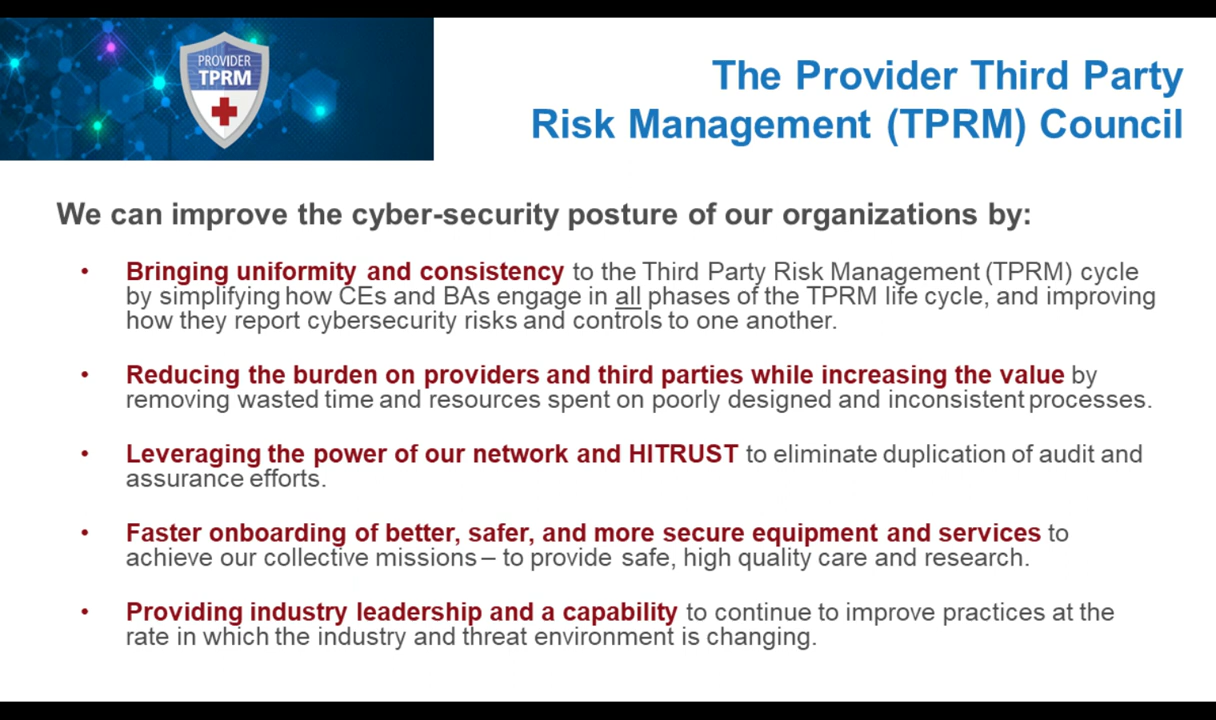 PROVIDER
TPRM
The Provider Third Party
Risk Management (TPRM) Council
We can improve the cyber-security posture of our organizations by:
• Bringing uniformity and consistency to the Third Party Risk Management (TPRM) cycle
by simplifying how CEs and BAs engage in all phases of the TPRM life cycle, and improving
how they report cybersecurity risks and controls to one another.
• Reducing the burden on providers and third parties while increasing the value by
removing wasted time and resources spent on poorly designed and inconsistent processes.
• Leveraging the power of our network and HITRUST to eliminate duplication of audit and
assurance efforts.
• Faster onboarding of better, safer, and more secure equipment and services to
achieve our collective missions – to provide safe, high quality care and research.
• Providing industry leadership and a capability to continue to improve practices at the
rate in which the industry and threat environment is changing.